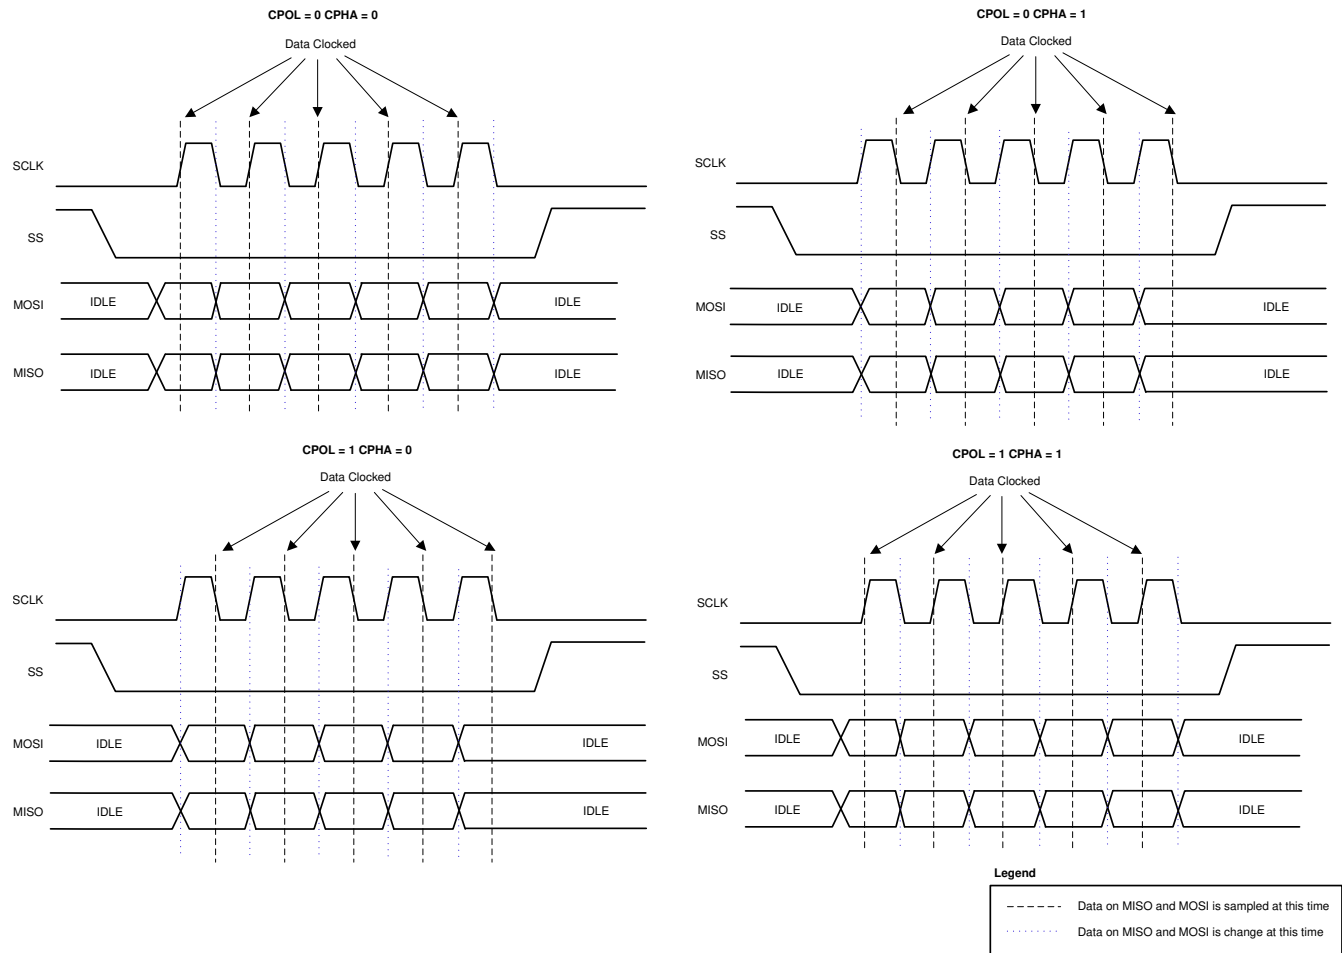 CPOL = 0 CPHA = 0
Data Clocked
SCLK
SS
MOSI IDLE IDLE
MISO IDLE IDLE
CPOL = 0 CPHA = 1
Data Clocked
SCLK
SS
MOSI IDLE IDLE
MISO IDLE IDLE
CPOL = 1 CPHA = 0
Data Clocked
SCLK
SS
MOSI IDLE IDLE
MISO IDLE IDLE
CPOL = 1 CPHA = 1
Data Clocked
SCLK
SS
MOSI IDLE IDLE
MISO IDLE IDLE
Legend
Data on MISO and MOSI is sampled at this time
Data on MISO and MOSI is change at this time